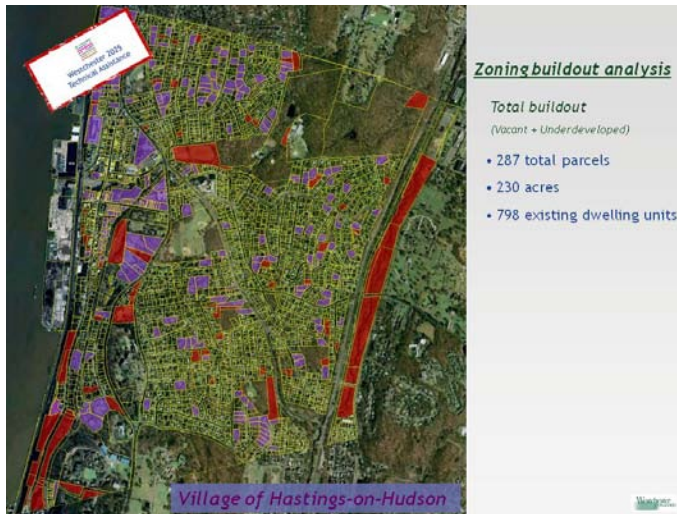 Westchester 2025
Technical Assistance
Zoning buildout analysis
Total buildout
(Vacant + Underdeveloped)
• 287 total parcels
• 230 acres
• 798 existing dwelling units
Village of Hastings-on-Hudson
Westchester